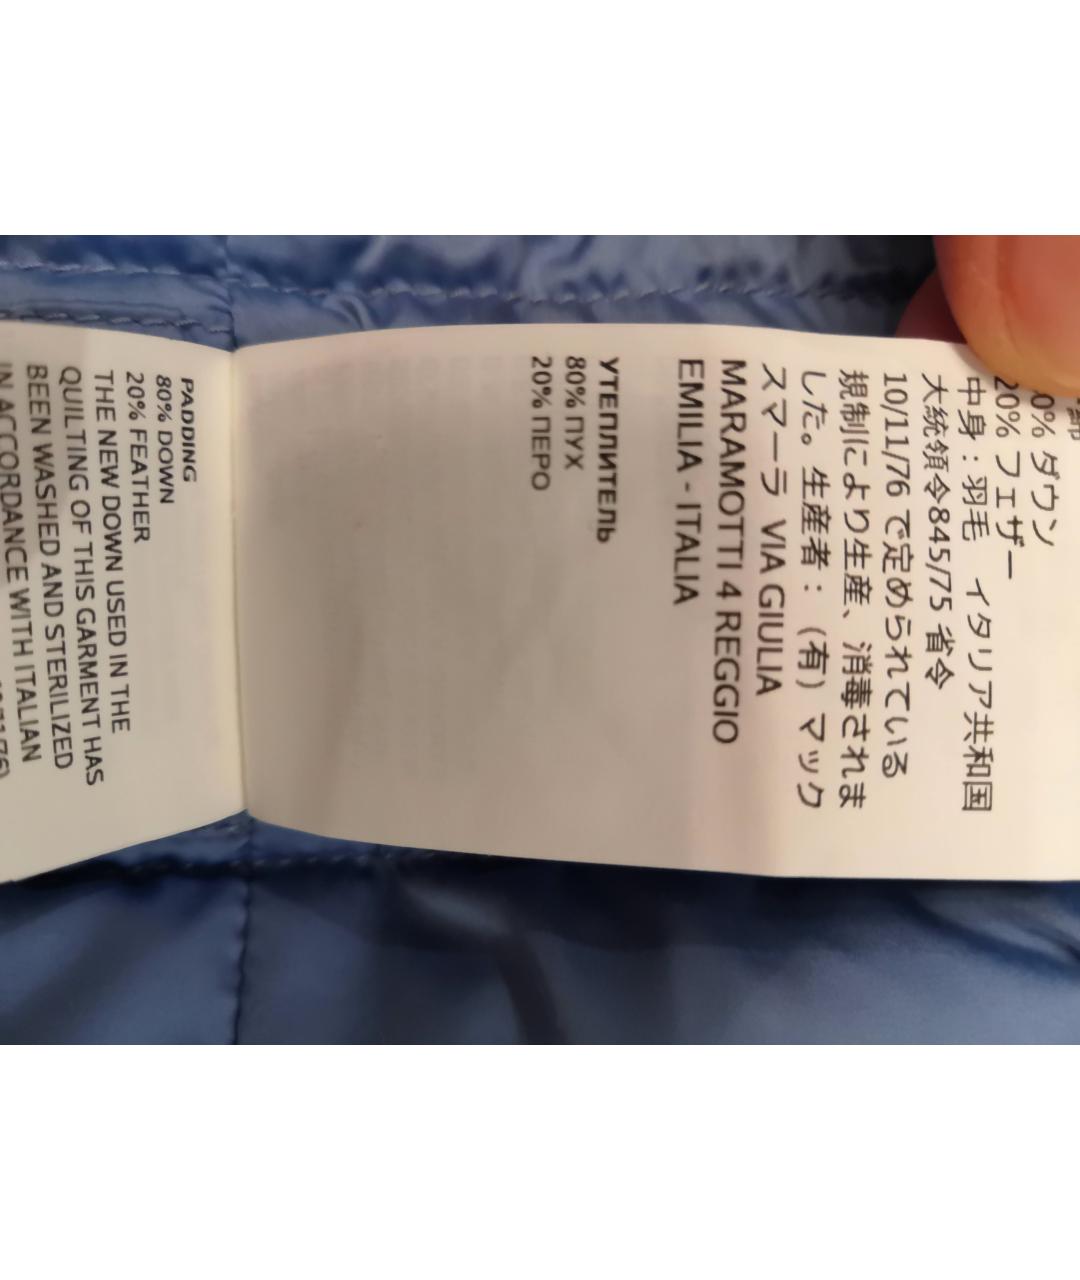 綿
0% ダウン
20% フェザー
中身：羽毛 イタリア共和国
大統領令845/75 省令
10/11/76 で定められている
規制により生産、消毒されま
した。生産者：（有）マック
スマーラ VIA GIULIA
MARAMOTTI 4 REGGIO
EMILIA - ITALIA
УТЕПЛИТЕЛЬ
80% ПУХ
20% ПЕРО
PADDING
80% DOWN
20% FEATHER
THE NEW DOWN USED IN THE
QUILTING OF THIS GARMENT HAS
BEEN WASHED AND STERILIZED
IN ACCORDANCE WITH ITALIAN